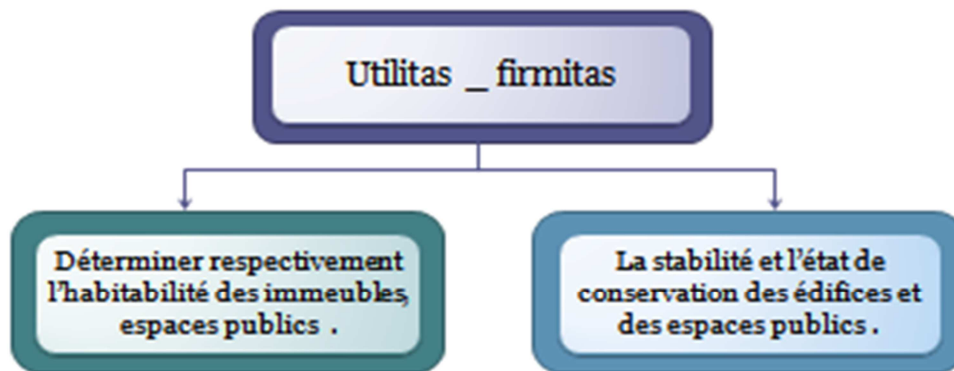 Utilitas _ firmitas
Déterminer respectivement
l'habitabilité des immeubles,
espaces publics .
La stabilité et l'état de
conservation des édifices et
des espaces publics .